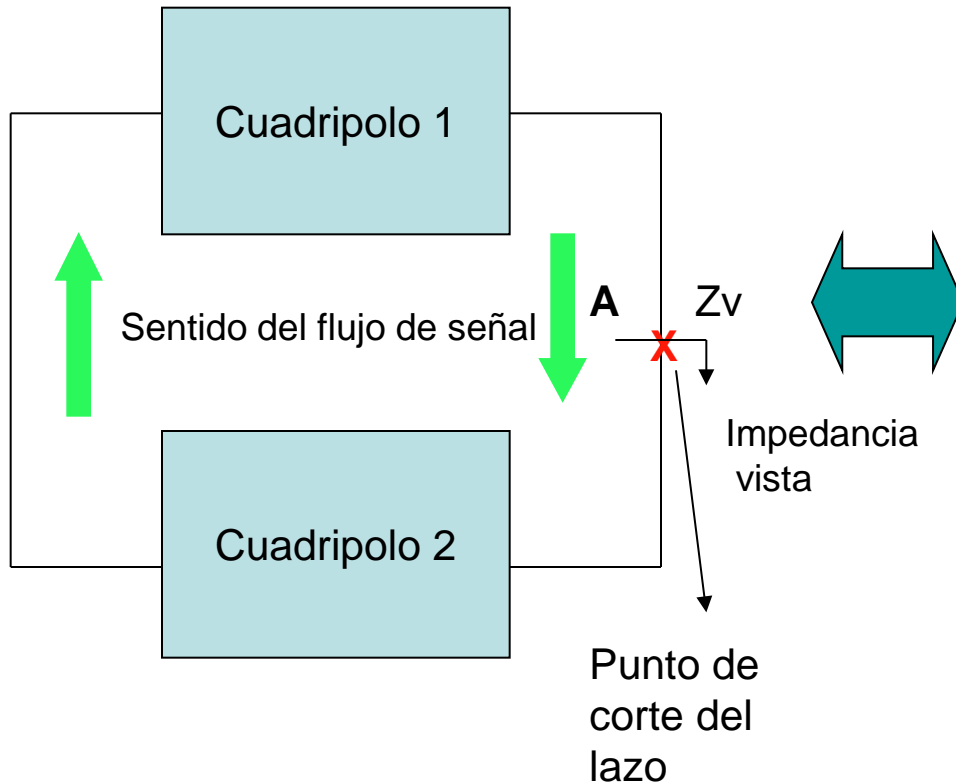 Cuadripolo 1
A
Zv
Sentido del flujo de señal
X
Impedancia
vista
Cuadripolo 2
Punto de
corte del
lazo